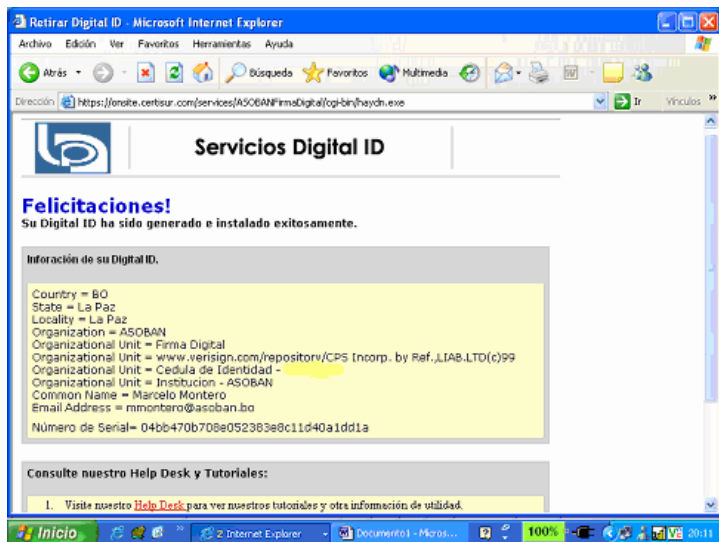 Retirar Digital ID - Microsoft Internet Explorer
Archivo Edición Ver Favoritos Herramientas Ayuda
Atrás Búsqueda Favoritos Multimedia
Dirección https://onsite.certisur.com/services/ASOBANFirmaDigital/cgi-bin/haydn.exe Ir Vínculos »
Servicios Digital ID
Felicitaciones!
Su Digital ID ha sido generado e instalado exitosamente.
Inforación de su Digital ID.
Country = BO
State = La Paz
Locality = La Paz
Organization = ASOBAN
Organizational Unit = Firma Digital
Organizational Unit = www.verisign.com/repository/CPS Incorp. by Ref.,LIAB.LTD(c)99
Organizational Unit = Cedula de Identidad -
Organizational Unit = Institucion - ASOBAN
Common Name = Marcelo Montero
Email Address = mmontero@asoban.bo
Número de Serial= 04bb470b708e052383e8c11d40a1dd1a
Consulte nuestro Help Desk y Tutoriales:
1. Visite nuestro Help Desk para ver nuestros tutoriales y otra información de utilidad.
Inicio » 2 Internet Explorer Documento1 - Micros... 100% 20:11